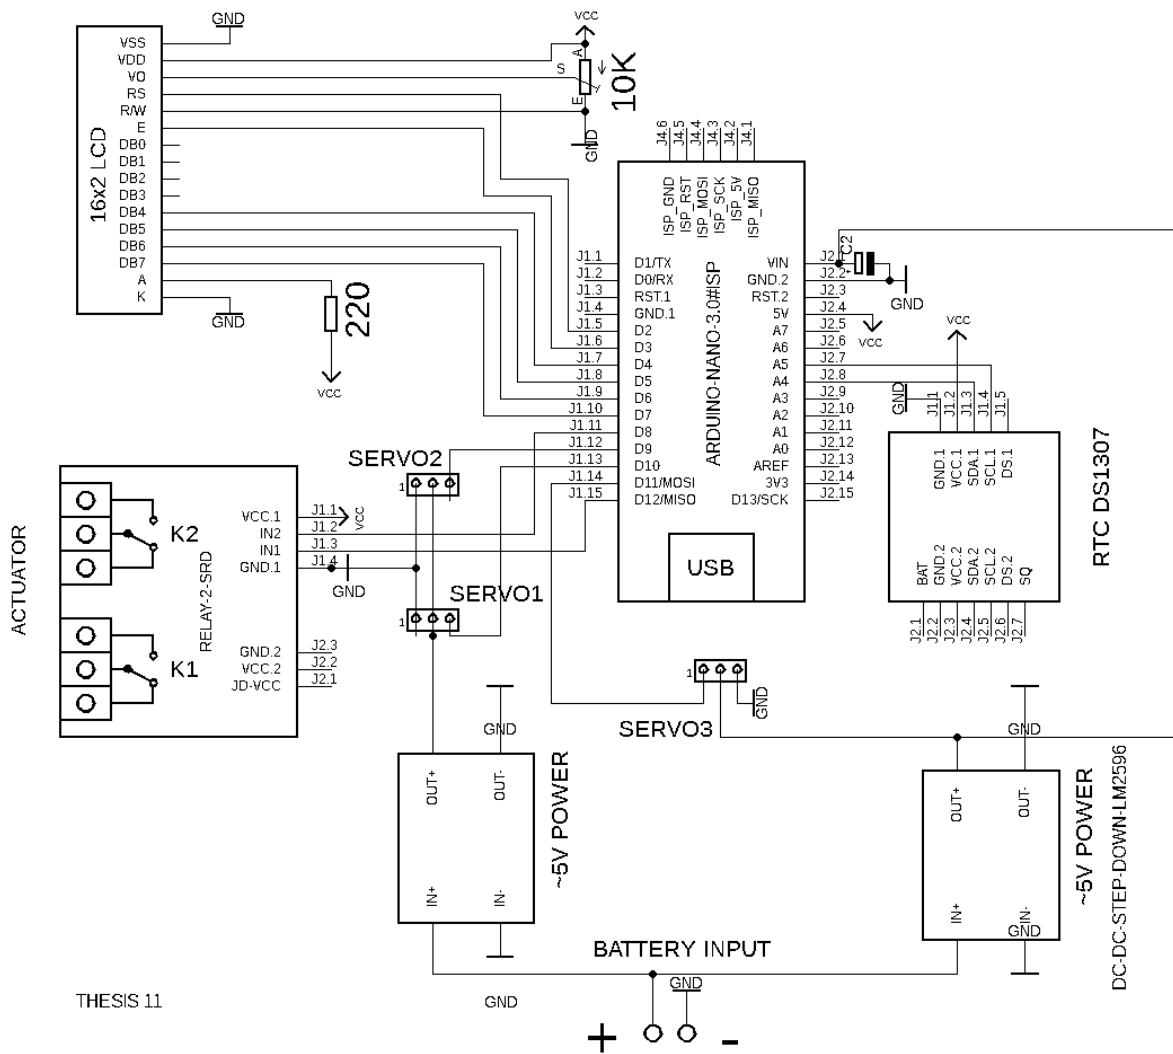 GND
VCC
VSS
VDD
VO
RS
R/W
E
DB0
DB1
DB2
DB3
DB4
DB5
DB6
DB7
A
K
16x2 LCD
GND
220
VCC
A
S
E
10K
GND
J4.6
J4.5
J4.4
J4.3
J4.2
J4.1
ISP_GND
ISP_RST
ISP_MOSI
ISP_SCK
ISP_5V
ISP_MISO
J1.1 D1/TX
J1.2 D0/RX
J1.3 RST.1
J1.4 GND.1
J1.5 D2
J1.6 D3
J1.7 D4
J1.8 D5
J1.9 D6
J1.10 D7
J1.11 D8
J1.12 D9
J1.13 D10
J1.14 D11/MOSI
J1.15 D12/MISO
ARDUINO-NANO-3.0#ISP
USB
VIN
GND.2 J2.2
RST.2 J2.3
5V J2.4
A7 J2.5
A6 J2.6
A5 J2.7
A4 J2.8
A3 J2.9
A2 J2.10
A1 J2.11
A0 J2.12
AREF J2.13
3V3 J2.14
D13/SCK J2.15
C2
+
GND
VCC
VCC
GND
J1.1
J1.2
J1.3
J1.4
J1.5
GND.1
VCC.1
SDA.1
SCL.1
DS.1
BAT
GND.2
VCC.2
SDA.2
SCL.2
DS.2
SQ
J2.1
J2.2
J2.3
J2.4
J2.5
J2.6
J2.7
RTC DS1307
ACTUATOR
K2
K1
RELAY-2-SRD
VCC.1 J1.1
IN2 J1.2
IN1 J1.3
GND.1 J1.4
GND.2 J2.3
VCC.2 J2.2
JD-VCC J2.1
VCC
GND
SERVO2
1
SERVO1
1
SERVO3
1
GND
GND
OUT+
OUT-
IN+
IN-
~5V POWER
GND
GND
OUT+
OUT-
IN+
IN-
GND
~5V POWER
DC-DC-STEP-DOWN-LM2596
BATTERY INPUT
GND
+
-
THESIS 11